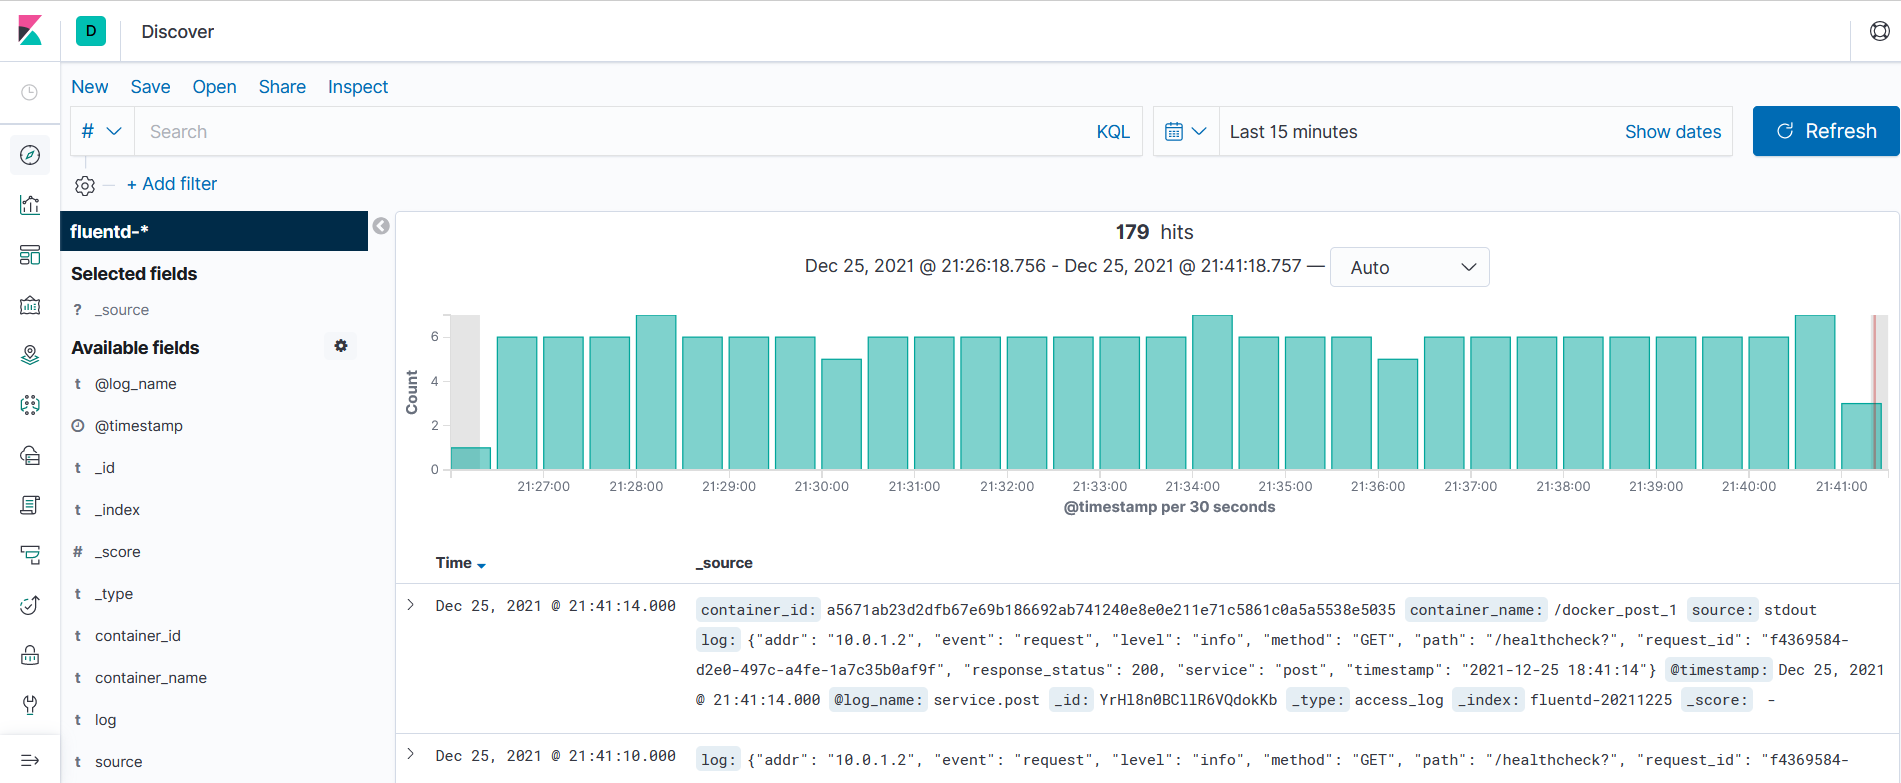 D Discover
New Save Open Share Inspect
# Search KQL Last 15 minutes Show dates Refresh
+ Add filter
fluentd-*
Selected fields
? _source
Available fields
t @log_name
@timestamp
t _id
t _index
# _score
t _type
t container_id
t container_name
t log
t source
179 hits
Dec 25, 2021 @ 21:26:18.756 - Dec 25, 2021 @ 21:41:18.757 — Auto
Count
6
4
2
0
21:27:00 21:28:00 21:29:00 21:30:00 21:31:00 21:32:00 21:33:00 21:34:00 21:35:00 21:36:00 21:37:00 21:38:00 21:39:00 21:40:00 21:41:00
@timestamp per 30 seconds
Time _source
Dec 25, 2021 @ 21:41:14.000 container_id: a5671ab23d2dfb67e69b186692ab741240e8e0e211e71c5861c0a5a5538e5035 container_name: /docker_post_1 source: stdout
log: {"addr": "10.0.1.2", "event": "request", "level": "info", "method": "GET", "path": "/healthcheck?", "request_id": "f4369584-
d2e0-497c-a4fe-1a7c35b0af9f", "response_status": 200, "service": "post", "timestamp": "2021-12-25 18:41:14"} @timestamp: Dec 25, 2021
@ 21:41:14.000 @log_name: service.post _id: YrHl8n0BCllR6VQdokKb _type: access_log _index: fluentd-20211225 _score: -
Dec 25, 2021 @ 21:41:10.000 log: {"addr": "10.0.1.2", "event": "request", "level": "info", "method": "GET", "path": "/healthcheck?", "request_id": "f4369584-